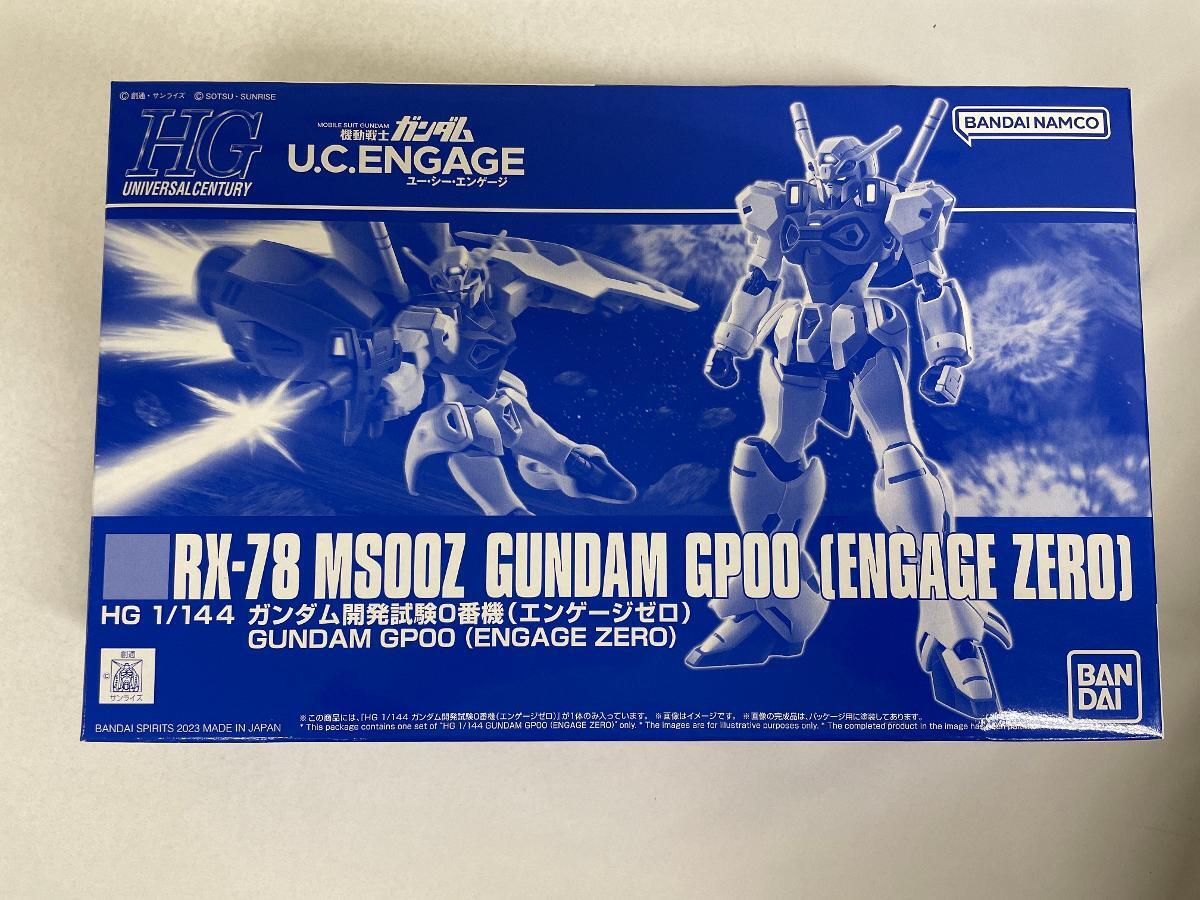 © 創通・サンライズ © SOTSU・SUNRISE
HG
UNIVERSAL CENTURY
MOBILE SUIT GUNDAM
機動戦士ガンダム
U.C.ENGAGE
ユー・シー・エンゲージ
BANDAI NAMCO
RX-78 MS00Z GUNDAM GP00 (ENGAGE ZERO)
HG 1/144 ガンダム開発試験0番機(エンゲージゼロ)
GUNDAM GP00 (ENGAGE ZERO)
© 創通
サンライズ
BAN
DAI
BANDAI SPIRITS 2023 MADE IN JAPAN
※この商品には、「HG 1/144 ガンダム開発試験0番機(エンゲージゼロ)」が1体のみ入っています。 ※画像はイメージです。 ※画像の完成品は、パッケージ用に塗装してあります。
* This package contains one set of "HG 1/144 GUNDAM GP00 (ENGAGE ZERO)" only. * The images are for illustrative purposes only. * The completed product in the image has been